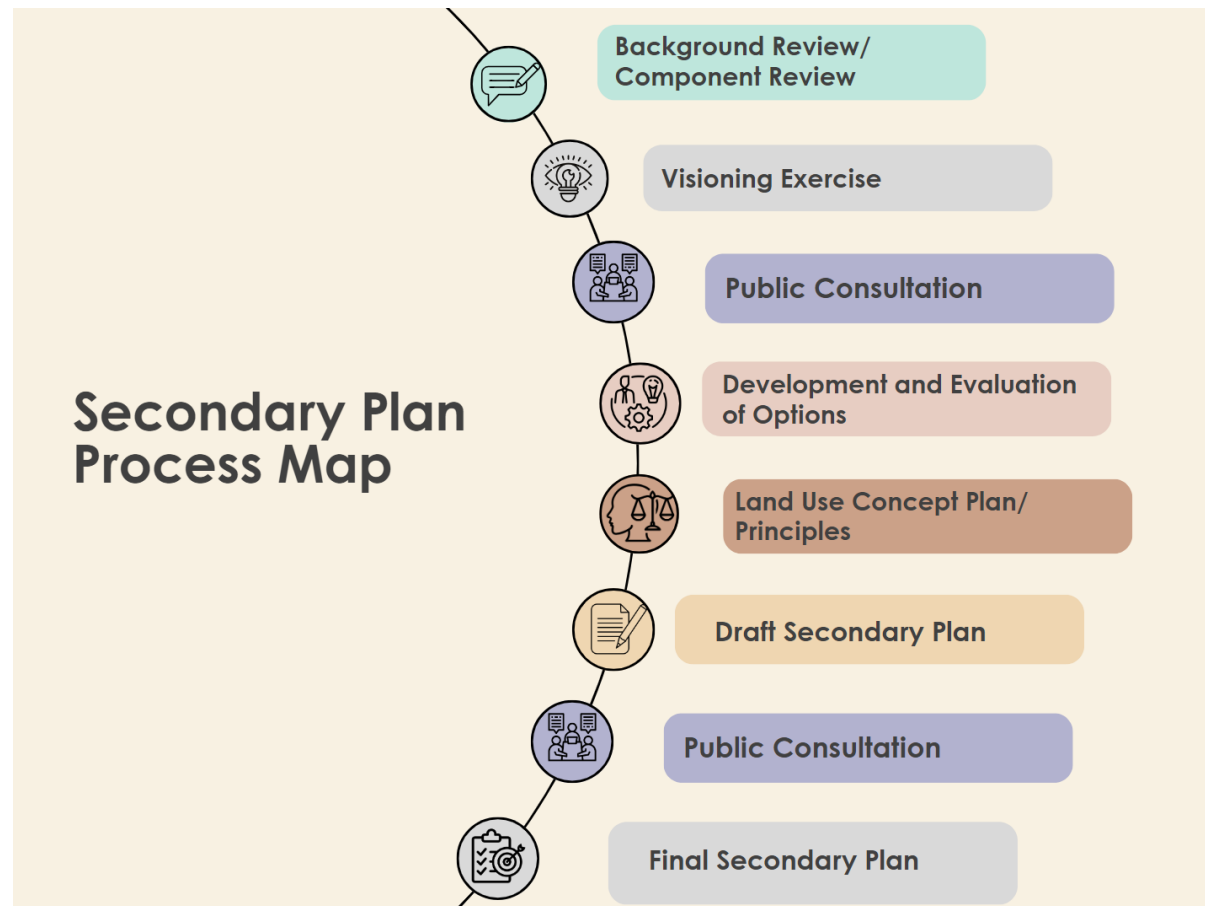 Background Review/
Component Review
Visioning Exercise
Public Consultation
Development and Evaluation
of Options
Secondary Plan
Process Map
Land Use Concept Plan/
Principles
Draft Secondary Plan
Public Consultation
Final Secondary Plan